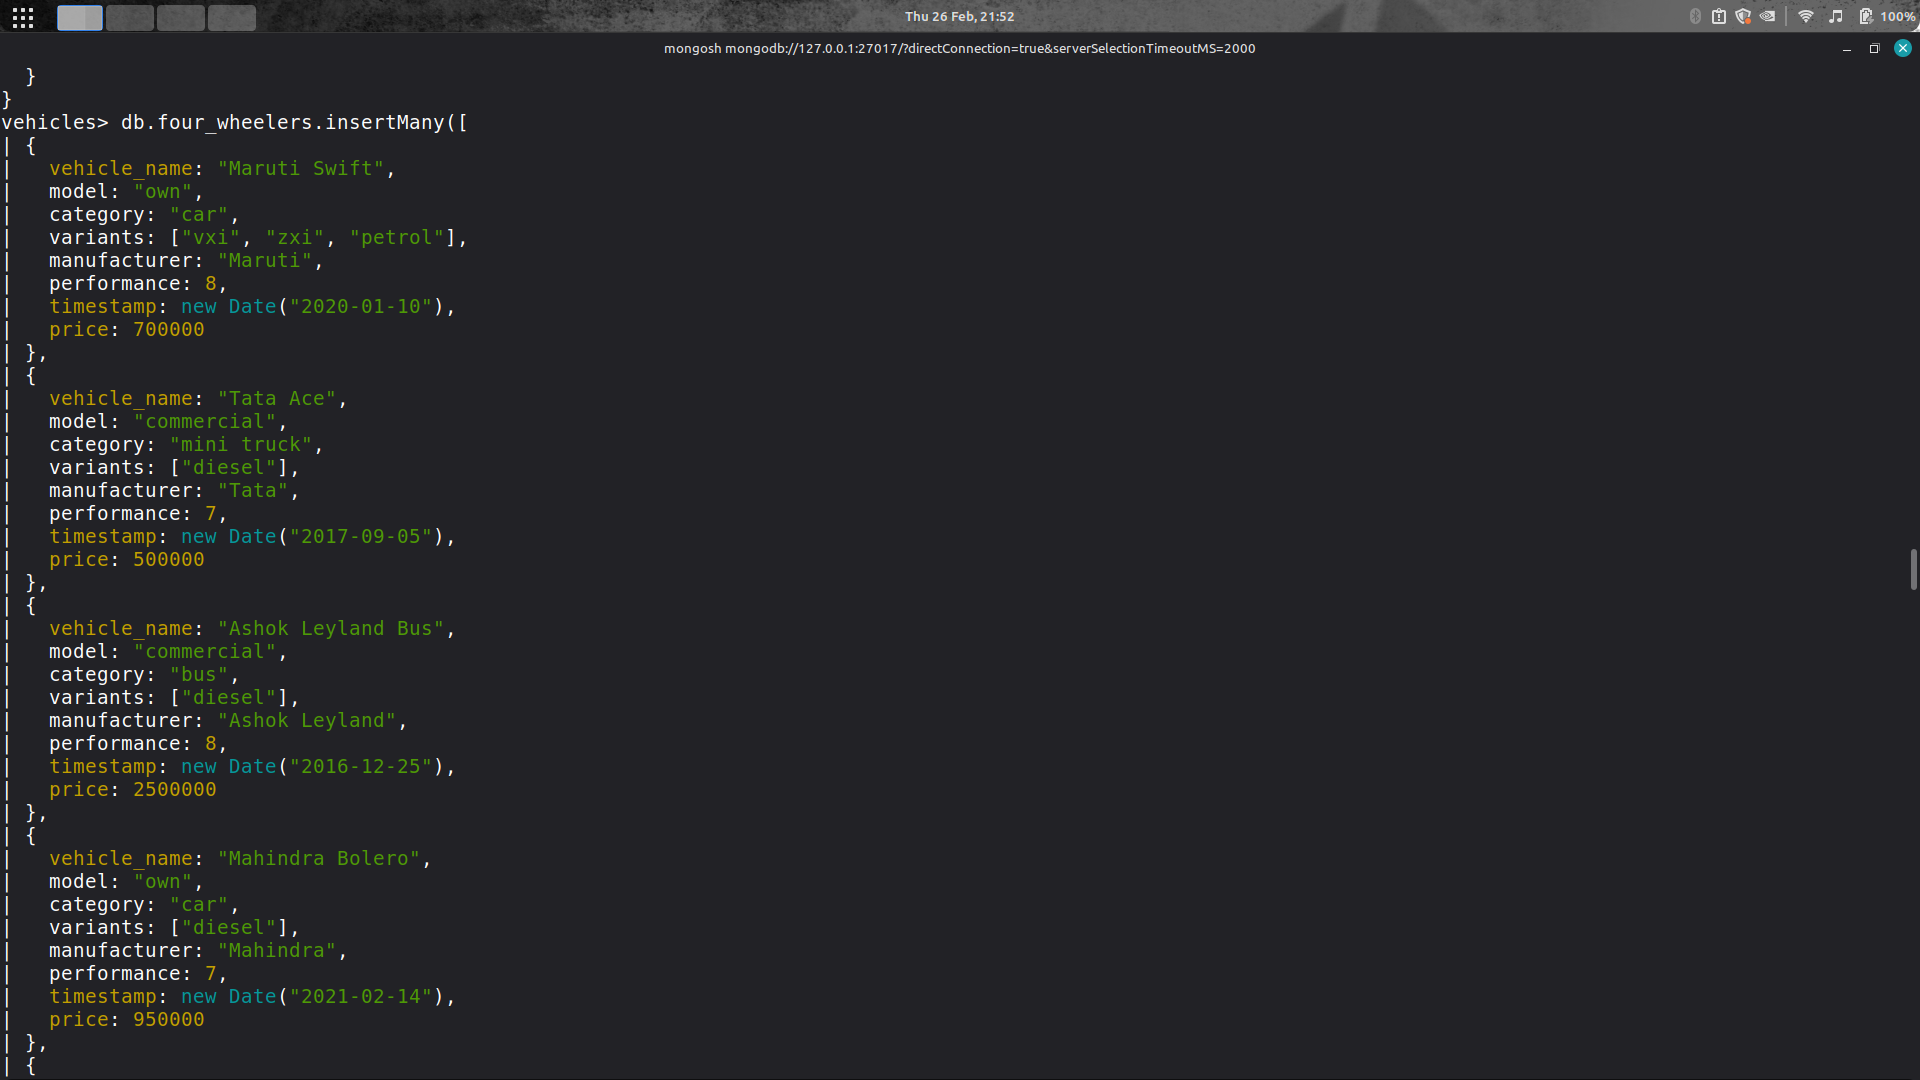 Thu 26 Feb, 21:52
100%
mongosh mongodb://127.0.0.1:27017/?directConnection=true&serverSelectionTimeoutMS=2000
  }
}
vehicles> db.four_wheelers.insertMany([
| {
|   vehicle_name: "Maruti Swift",
|   model: "own",
|   category: "car",
|   variants: ["vxi", "zxi", "petrol"],
|   manufacturer: "Maruti",
|   performance: 8,
|   timestamp: new Date("2020-01-10"),
|   price: 700000
| },
| {
|   vehicle_name: "Tata Ace",
|   model: "commercial",
|   category: "mini truck",
|   variants: ["diesel"],
|   manufacturer: "Tata",
|   performance: 7,
|   timestamp: new Date("2017-09-05"),
|   price: 500000
| },
| {
|   vehicle_name: "Ashok Leyland Bus",
|   model: "commercial",
|   category: "bus",
|   variants: ["diesel"],
|   manufacturer: "Ashok Leyland",
|   performance: 8,
|   timestamp: new Date("2016-12-25"),
|   price: 2500000
| },
| {
|   vehicle_name: "Mahindra Bolero",
|   model: "own",
|   category: "car",
|   variants: ["diesel"],
|   manufacturer: "Mahindra",
|   performance: 7,
|   timestamp: new Date("2021-02-14"),
|   price: 950000
| },
| {